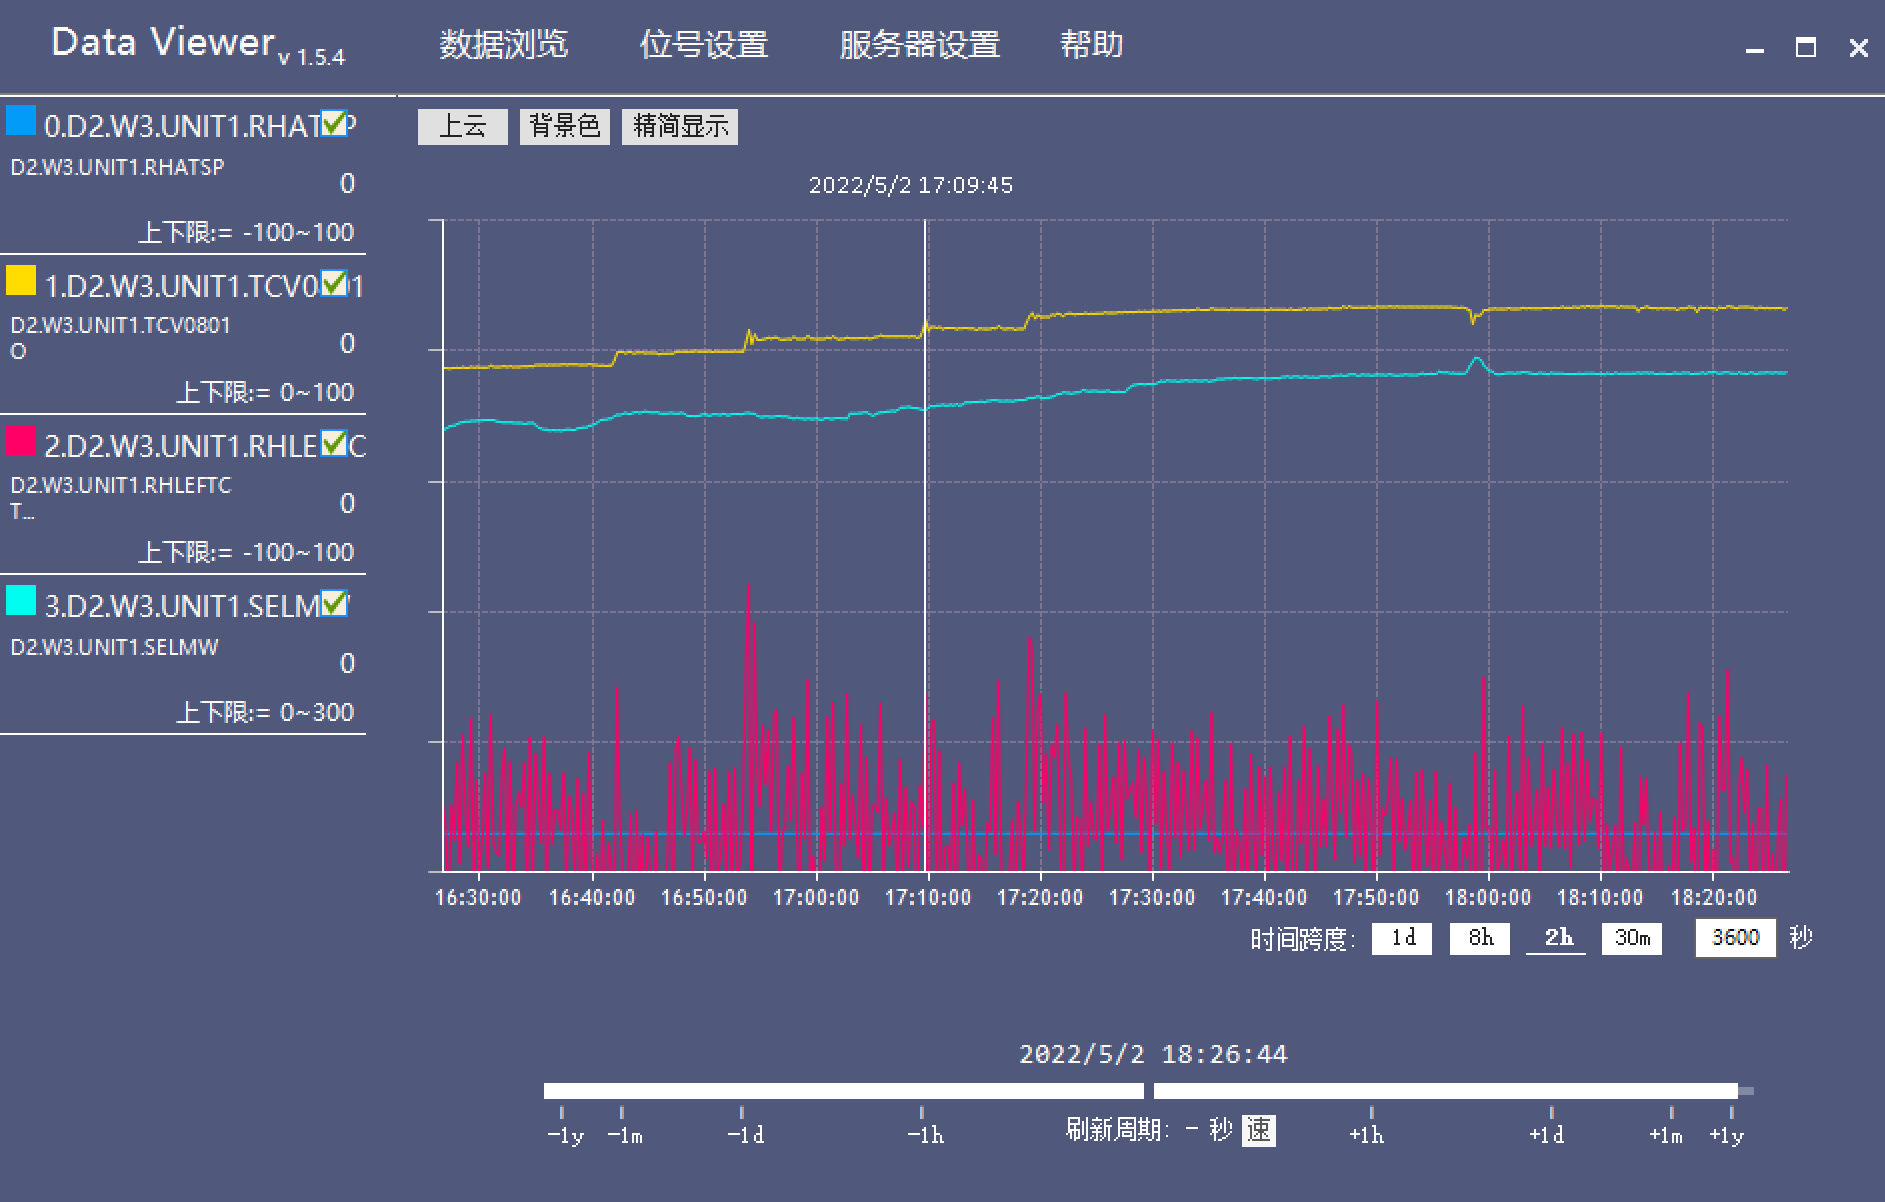 Data Viewer v 1.5.4
数据浏览 位号设置 服务器设置 帮助
0.D2.W3.UNIT1.RHAT P
D2.W3.UNIT1.RHATSP
0
上下限:= -100~100
1.D2.W3.UNIT1.TCV0 1
D2.W3.UNIT1.TCV0801
O
0
上下限:= 0~100
2.D2.W3.UNIT1.RHLE C
D2.W3.UNIT1.RHLEFTC
T...
0
上下限:= -100~100
3.D2.W3.UNIT1.SELM
D2.W3.UNIT1.SELMW
0
上下限:= 0~300
上云 背景色 精简显示
2022/5/2 17:09:45
16:30:00 16:40:00 16:50:00 17:00:00 17:10:00 17:20:00 17:30:00 17:40:00 17:50:00 18:00:00 18:10:00 18:20:00
时间跨度: 1d 8h 2h 30m 3600 秒
2022/5/2 18:26:44
-1y -1m -1d -1h 刷新周期: - 秒 速 +1h +1d +1m +1y